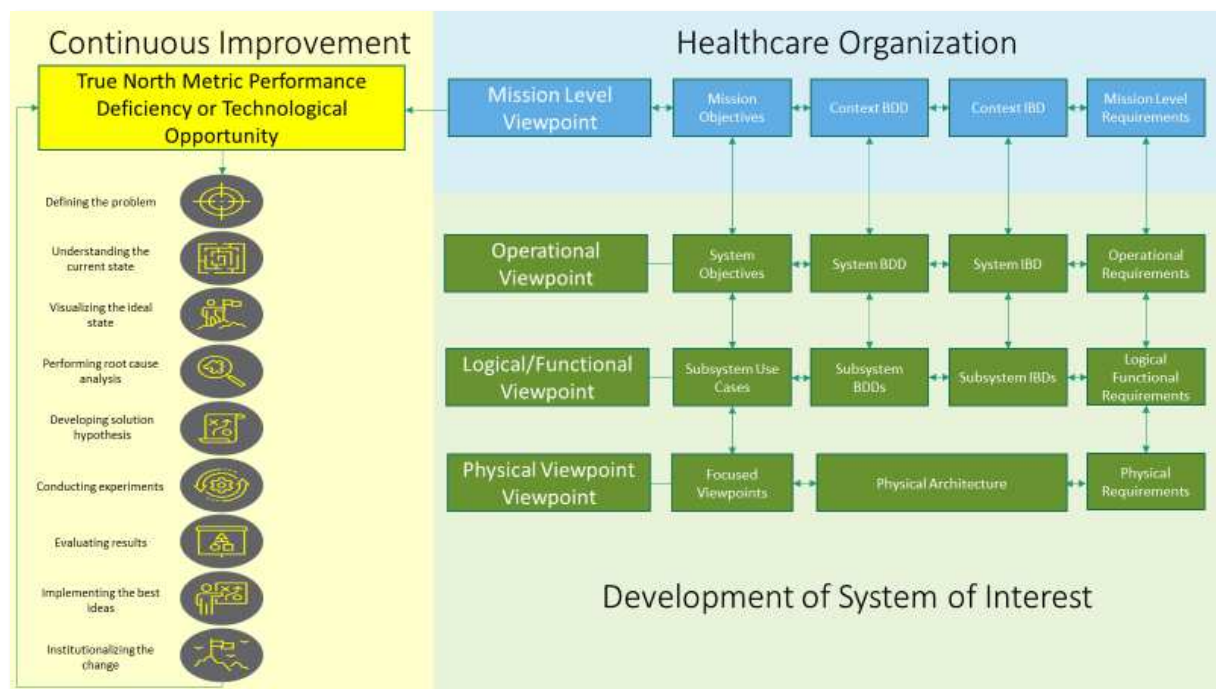 Continuous Improvement
True North Metric Performance
Deficiency or Technological
Opportunity
Defining the problem
Understanding the
current state
Visualizing the ideal
state
Performing root cause
analysis
Developing solution
hypothesis
Conducting experiments
Evaluating results
Implementing the best
ideas
Institutionalizing the
change
Healthcare Organization
Mission Level
Viewpoint
Mission
Objectives
Context BDD
Context IBD
Mission Level
Requirements
Operational
Viewpoint
System
Objectives
System BDD
System IBD
Operational
Requirements
Logical/Functional
Viewpoint
Subsystem Use
Cases
Subsystem
BDDs
Subsystem IBDs
Logical
Functional
Requirements
Physical Viewpoint
Viewpoint
Focused
Viewpoints
Physical Architecture
Physical
Requirements
Development of System of Interest